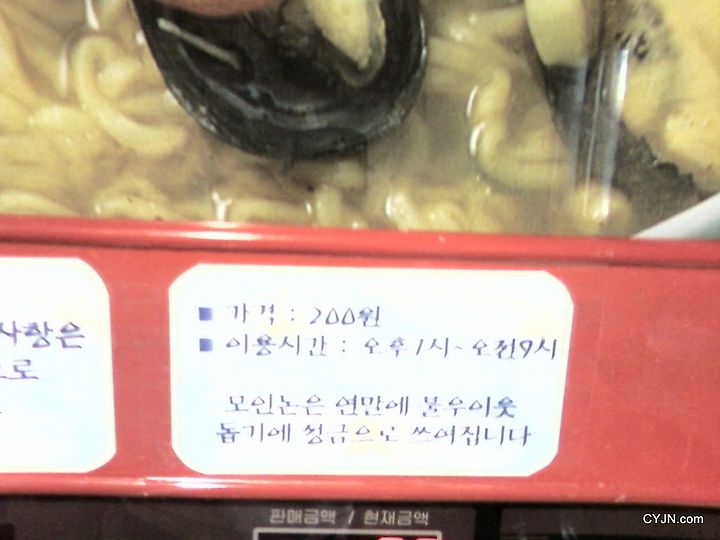 사항은
으로
■ 가격 : 200원
■ 이용시간 : 오후1시~오전9시
모인돈은 연말에 불우이웃
돕기에 성금으로 쓰여집니다
판매금액 / 현재금액
CYJN.com